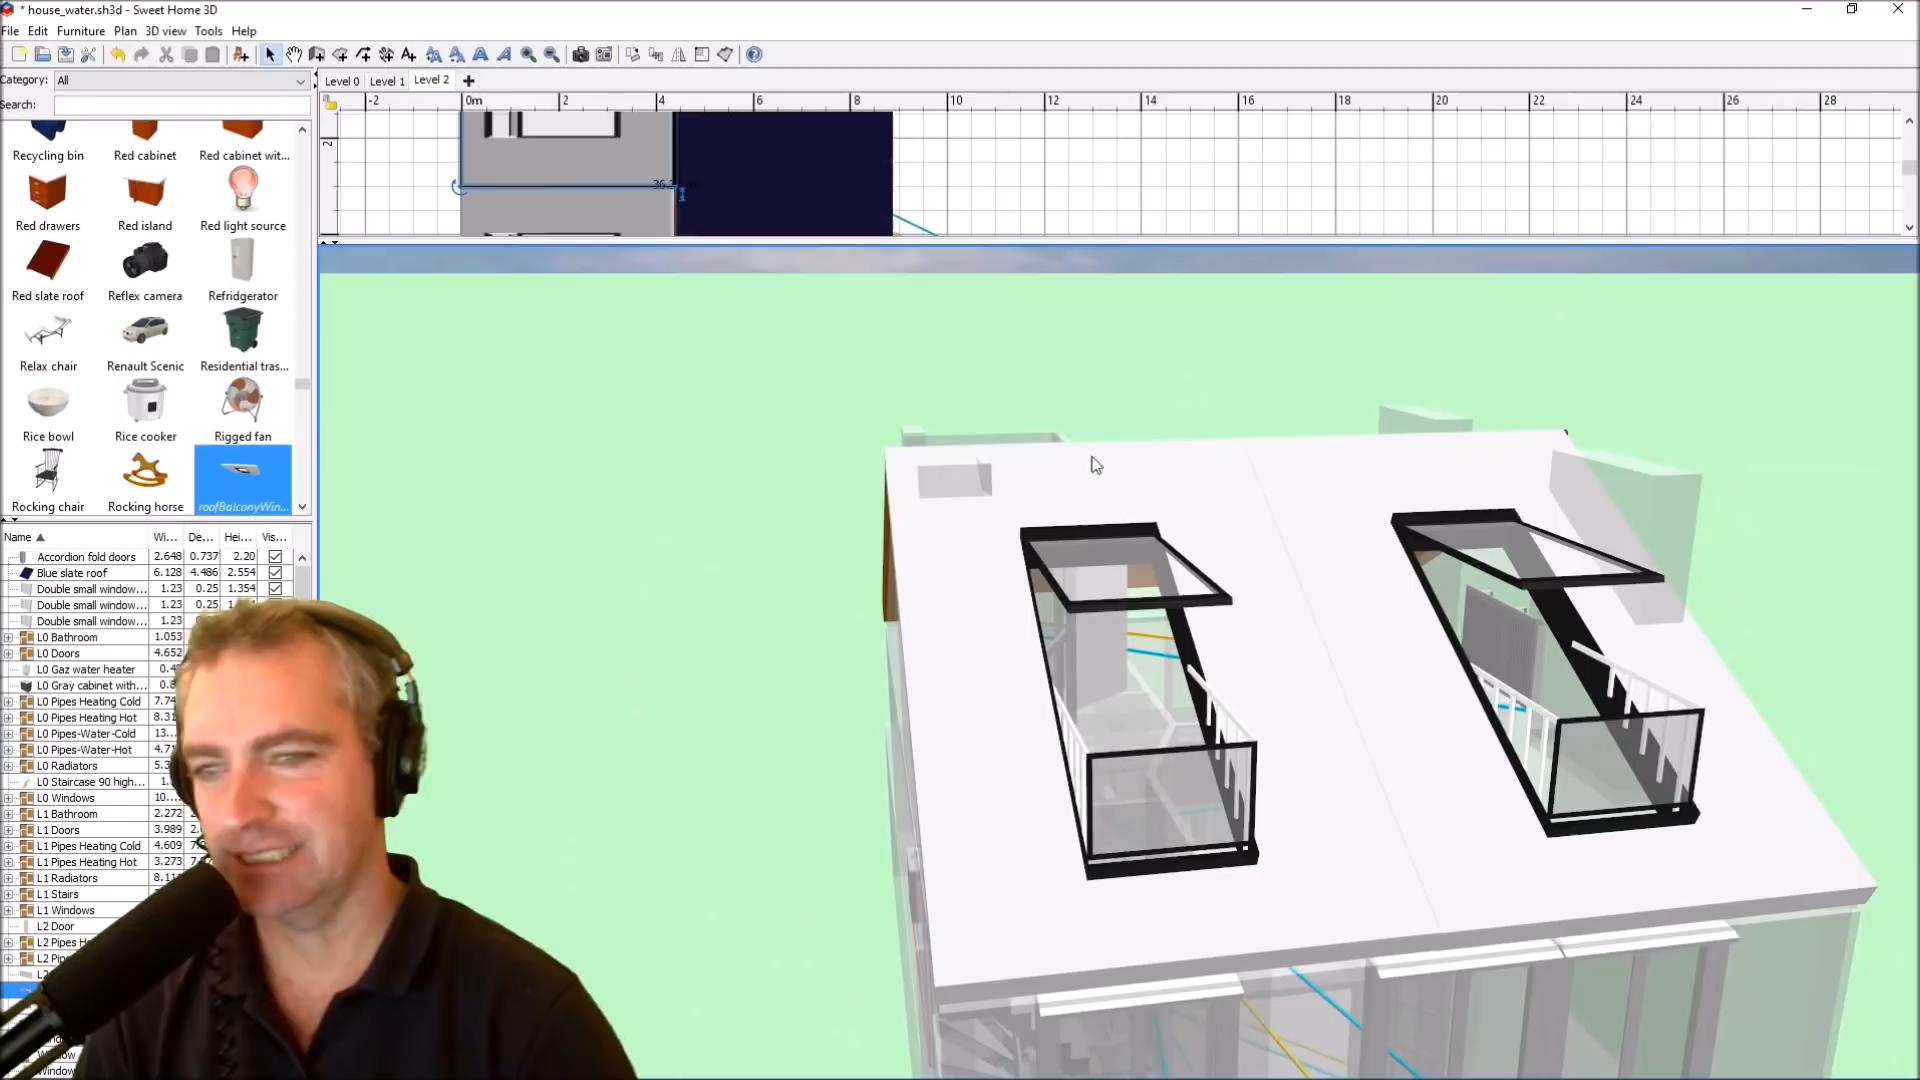 * house_water.sh3d - Sweet Home 3D
File Edit Furniture Plan 3D view Tools Help
Category: All
Search:
Level 0 Level 1 Level 2
-2 0m 2 4 6 8 10 12 14 16 18 20 22 24 26 28
2
Recycling bin Red cabinet Red cabinet wit...
Red drawers Red island Red light source
Red slate roof Reflex camera Refridgerator
Relax chair Renault Scenic Residential tras...
Rice bowl Rice cooker Rigged fan
Rocking chair Rocking horse roofBalconyWin...
Name Wi... De... Hei... Vis...
Accordion fold doors 2.648 0.737 2.20
Blue slate roof 6.128 4.486 2.554
Double small window... 1.23 0.25 1.354
Double small window... 1.23 0.25
Double small window... 1.23
L0 Bathroom 1.053
L0 Doors 4.652
L0 Gaz water heater
L0 Gray cabinet with...
L0 Pipes Heating Cold
L0 Pipes Heating Hot
L0 Pipes-Water-Cold
L0 Pipes-Water-Hot
L0 Radiators
L0 Staircase 90 high...
L0 Windows 10....
L1 Bathroom 2.272
L1 Doors 3.989
L1 Pipes Heating Cold 4.609
L1 Pipes Heating Hot 3.273
L1 Radiators
L1 Stairs
L1 Windows
L2 Door
L2 Pipes
Window
Window